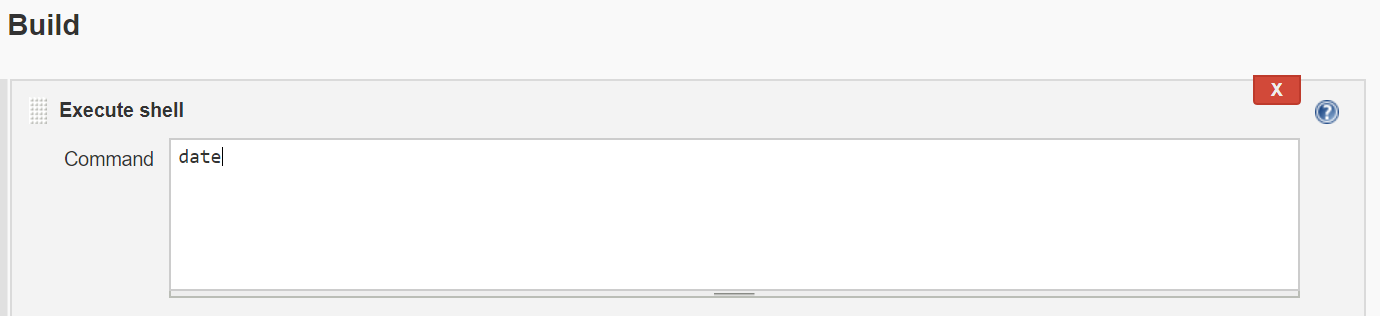 Build
X
Execute shell
?
Command date